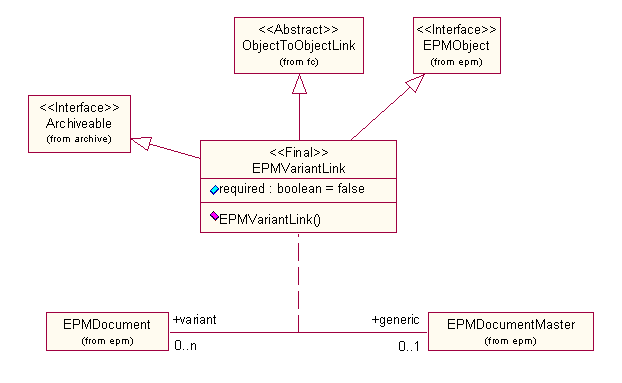 <<Abstract>>
ObjectToObjectLink
(from fc)
<<Interface>>
EPMObject
(from epm)
<<Interface>>
Archiveable
(from archive)
<<Final>>
EPMVariantLink
required : boolean = false
EPMVariantLink()
EPMDocument
(from epm)
+variant
0..n
+generic
0..1
EPMDocumentMaster
(from epm)